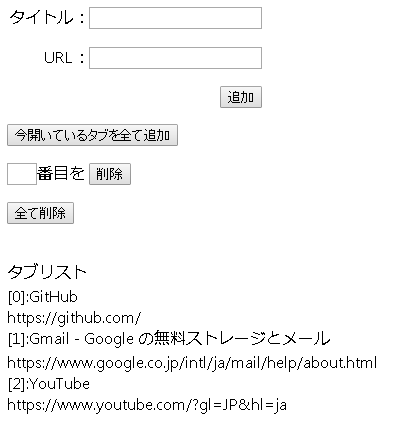 タイトル：
URL：
追加
今開いているタブを全て追加
番目を 削除
全て削除
タブリスト
[0]:GitHub
https://github.com/
[1]:Gmail - Google の無料ストレージとメール
https://www.google.co.jp/intl/ja/mail/help/about.html
[2]:YouTube
https://www.youtube.com/?gl=JP&hl=ja